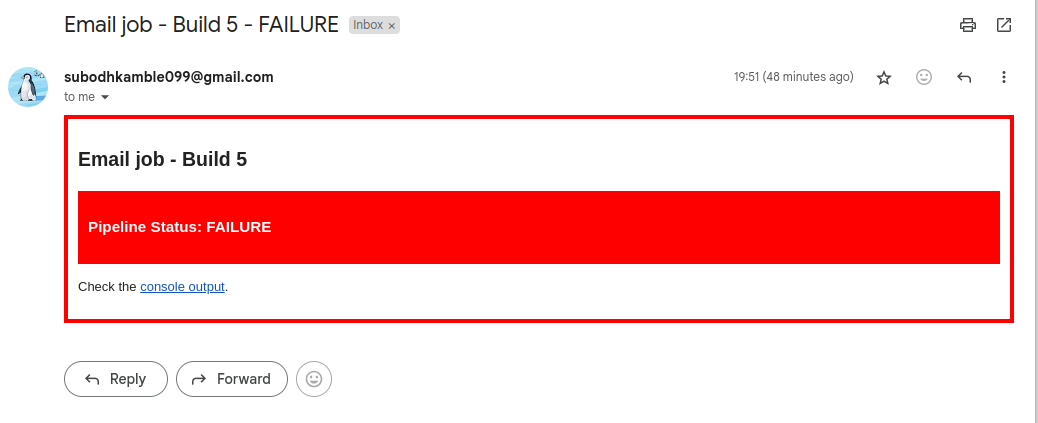 Email job - Build 5 - FAILURE Inbox ×
subodhkamble099@gmail.com 19:51 (48 minutes ago)
to me
Email job - Build 5
Pipeline Status: FAILURE
Check the console output.
Reply Forward